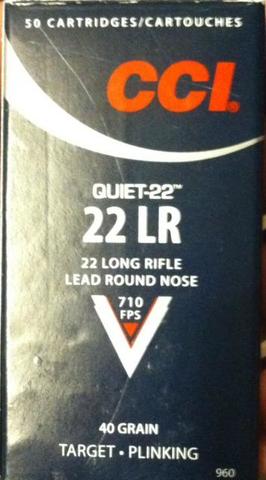 50 CARTRIDGES/CARTOUCHES
CCI®
QUIET-22™
22 LR
22 LONG RIFLE
LEAD ROUND NOSE
710
FPS
40 GRAIN
TARGET • PLINKING
960